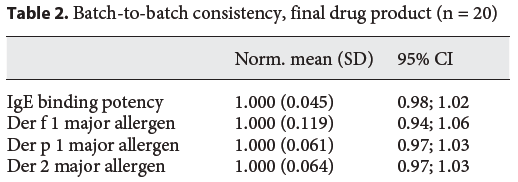 Table 2. Batch-to-batch consistency, final drug product (n = 20)
Norm. mean (SD) 95% CI
IgE binding potency 1.000 (0.045) 0.98; 1.02
Der f 1 major allergen 1.000 (0.119) 0.94; 1.06
Der p 1 major allergen 1.000 (0.061) 0.97; 1.03
Der 2 major allergen 1.000 (0.064) 0.97; 1.03